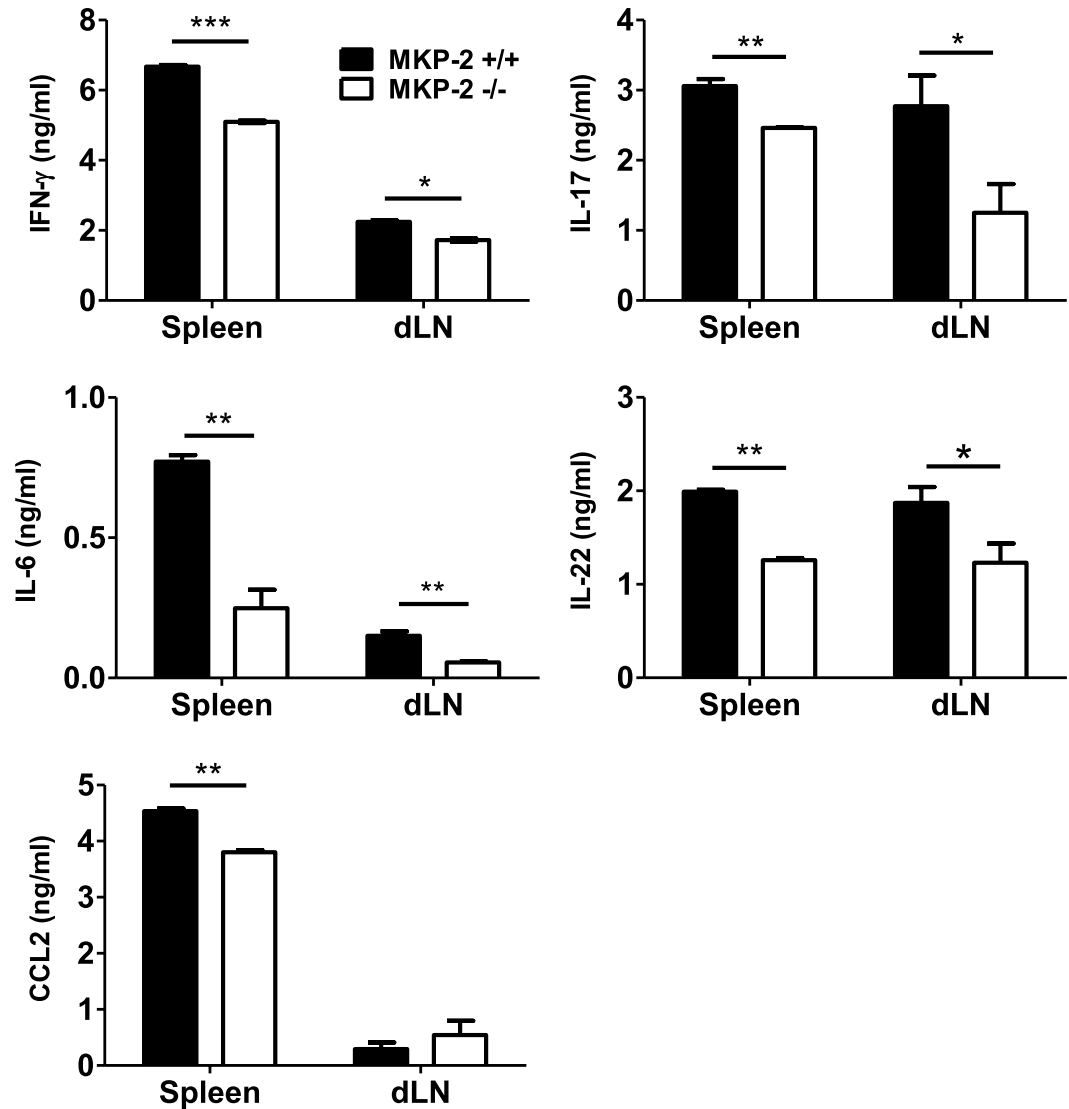 ***
8
6
4
2
0
IFN-γ (ng/ml)
MKP-2 +/+
MKP-2 -/-
*
Spleen
dLN
**
*
4
3
2
1
0
IL-17 (ng/ml)
Spleen
dLN
**
**
1.0
0.5
0.0
IL-6 (ng/ml)
Spleen
dLN
**
*
3
2
1
0
IL-22 (ng/ml)
Spleen
dLN
**
5
4
3
2
1
0
CCL2 (ng/ml)
Spleen
dLN